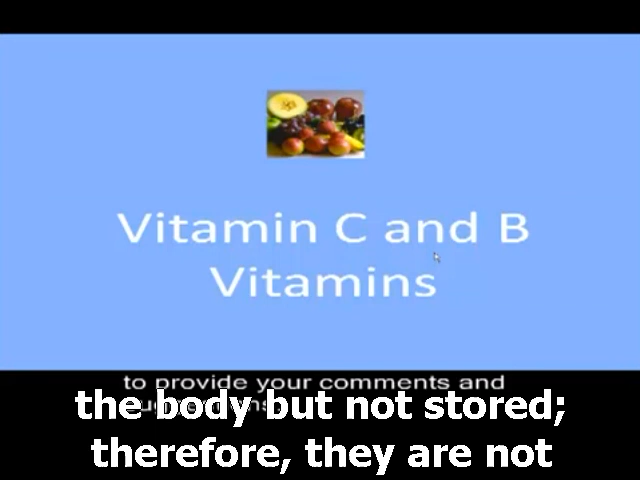 Vitamin C and B
Vitamins
to provide your comments and
the body but not stored;
therefore, they are not